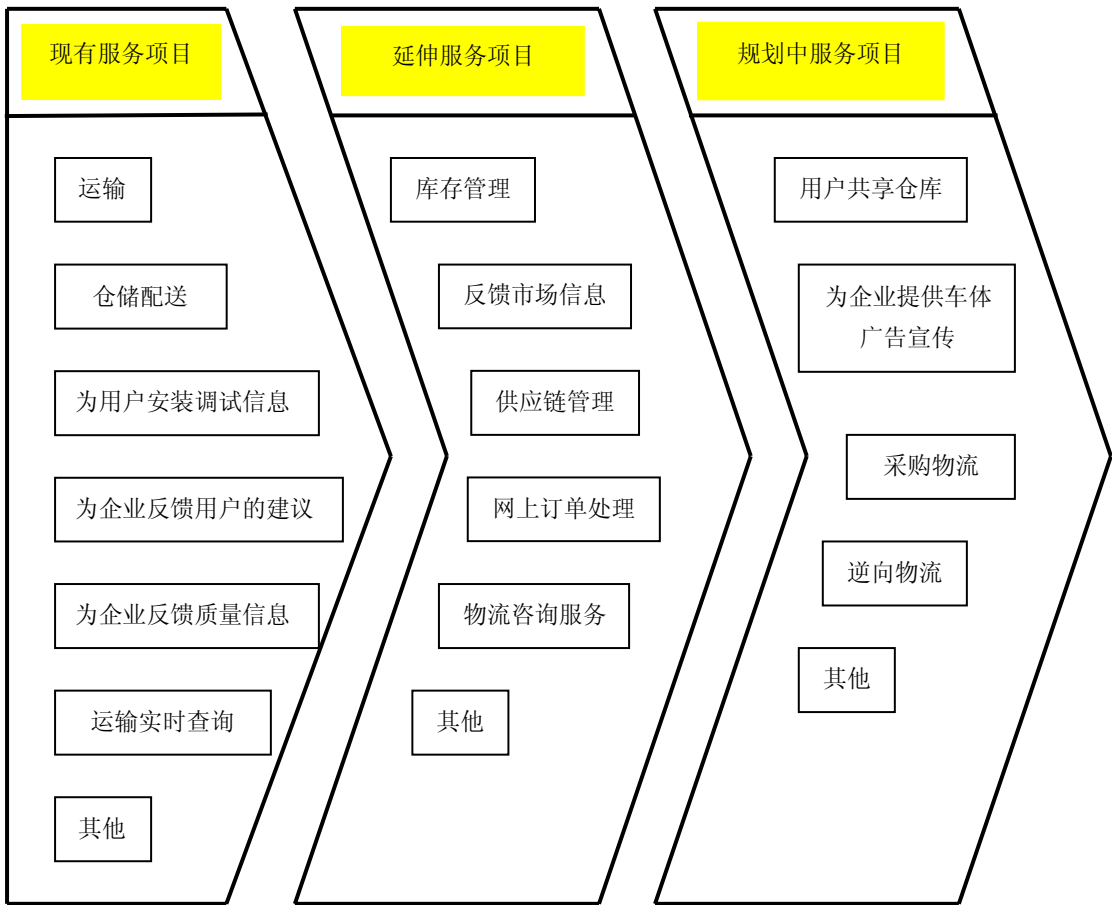 现有服务项目
运输
仓储配送
为用户安装调试信息
为企业反馈用户的建议
为企业反馈质量信息
运输实时查询
其他
延伸服务项目
库存管理
反馈市场信息
供应链管理
网上订单处理
物流咨询服务
其他
规划中服务项目
用户共享仓库
为企业提供车体
广告宣传
采购物流
逆向物流
其他